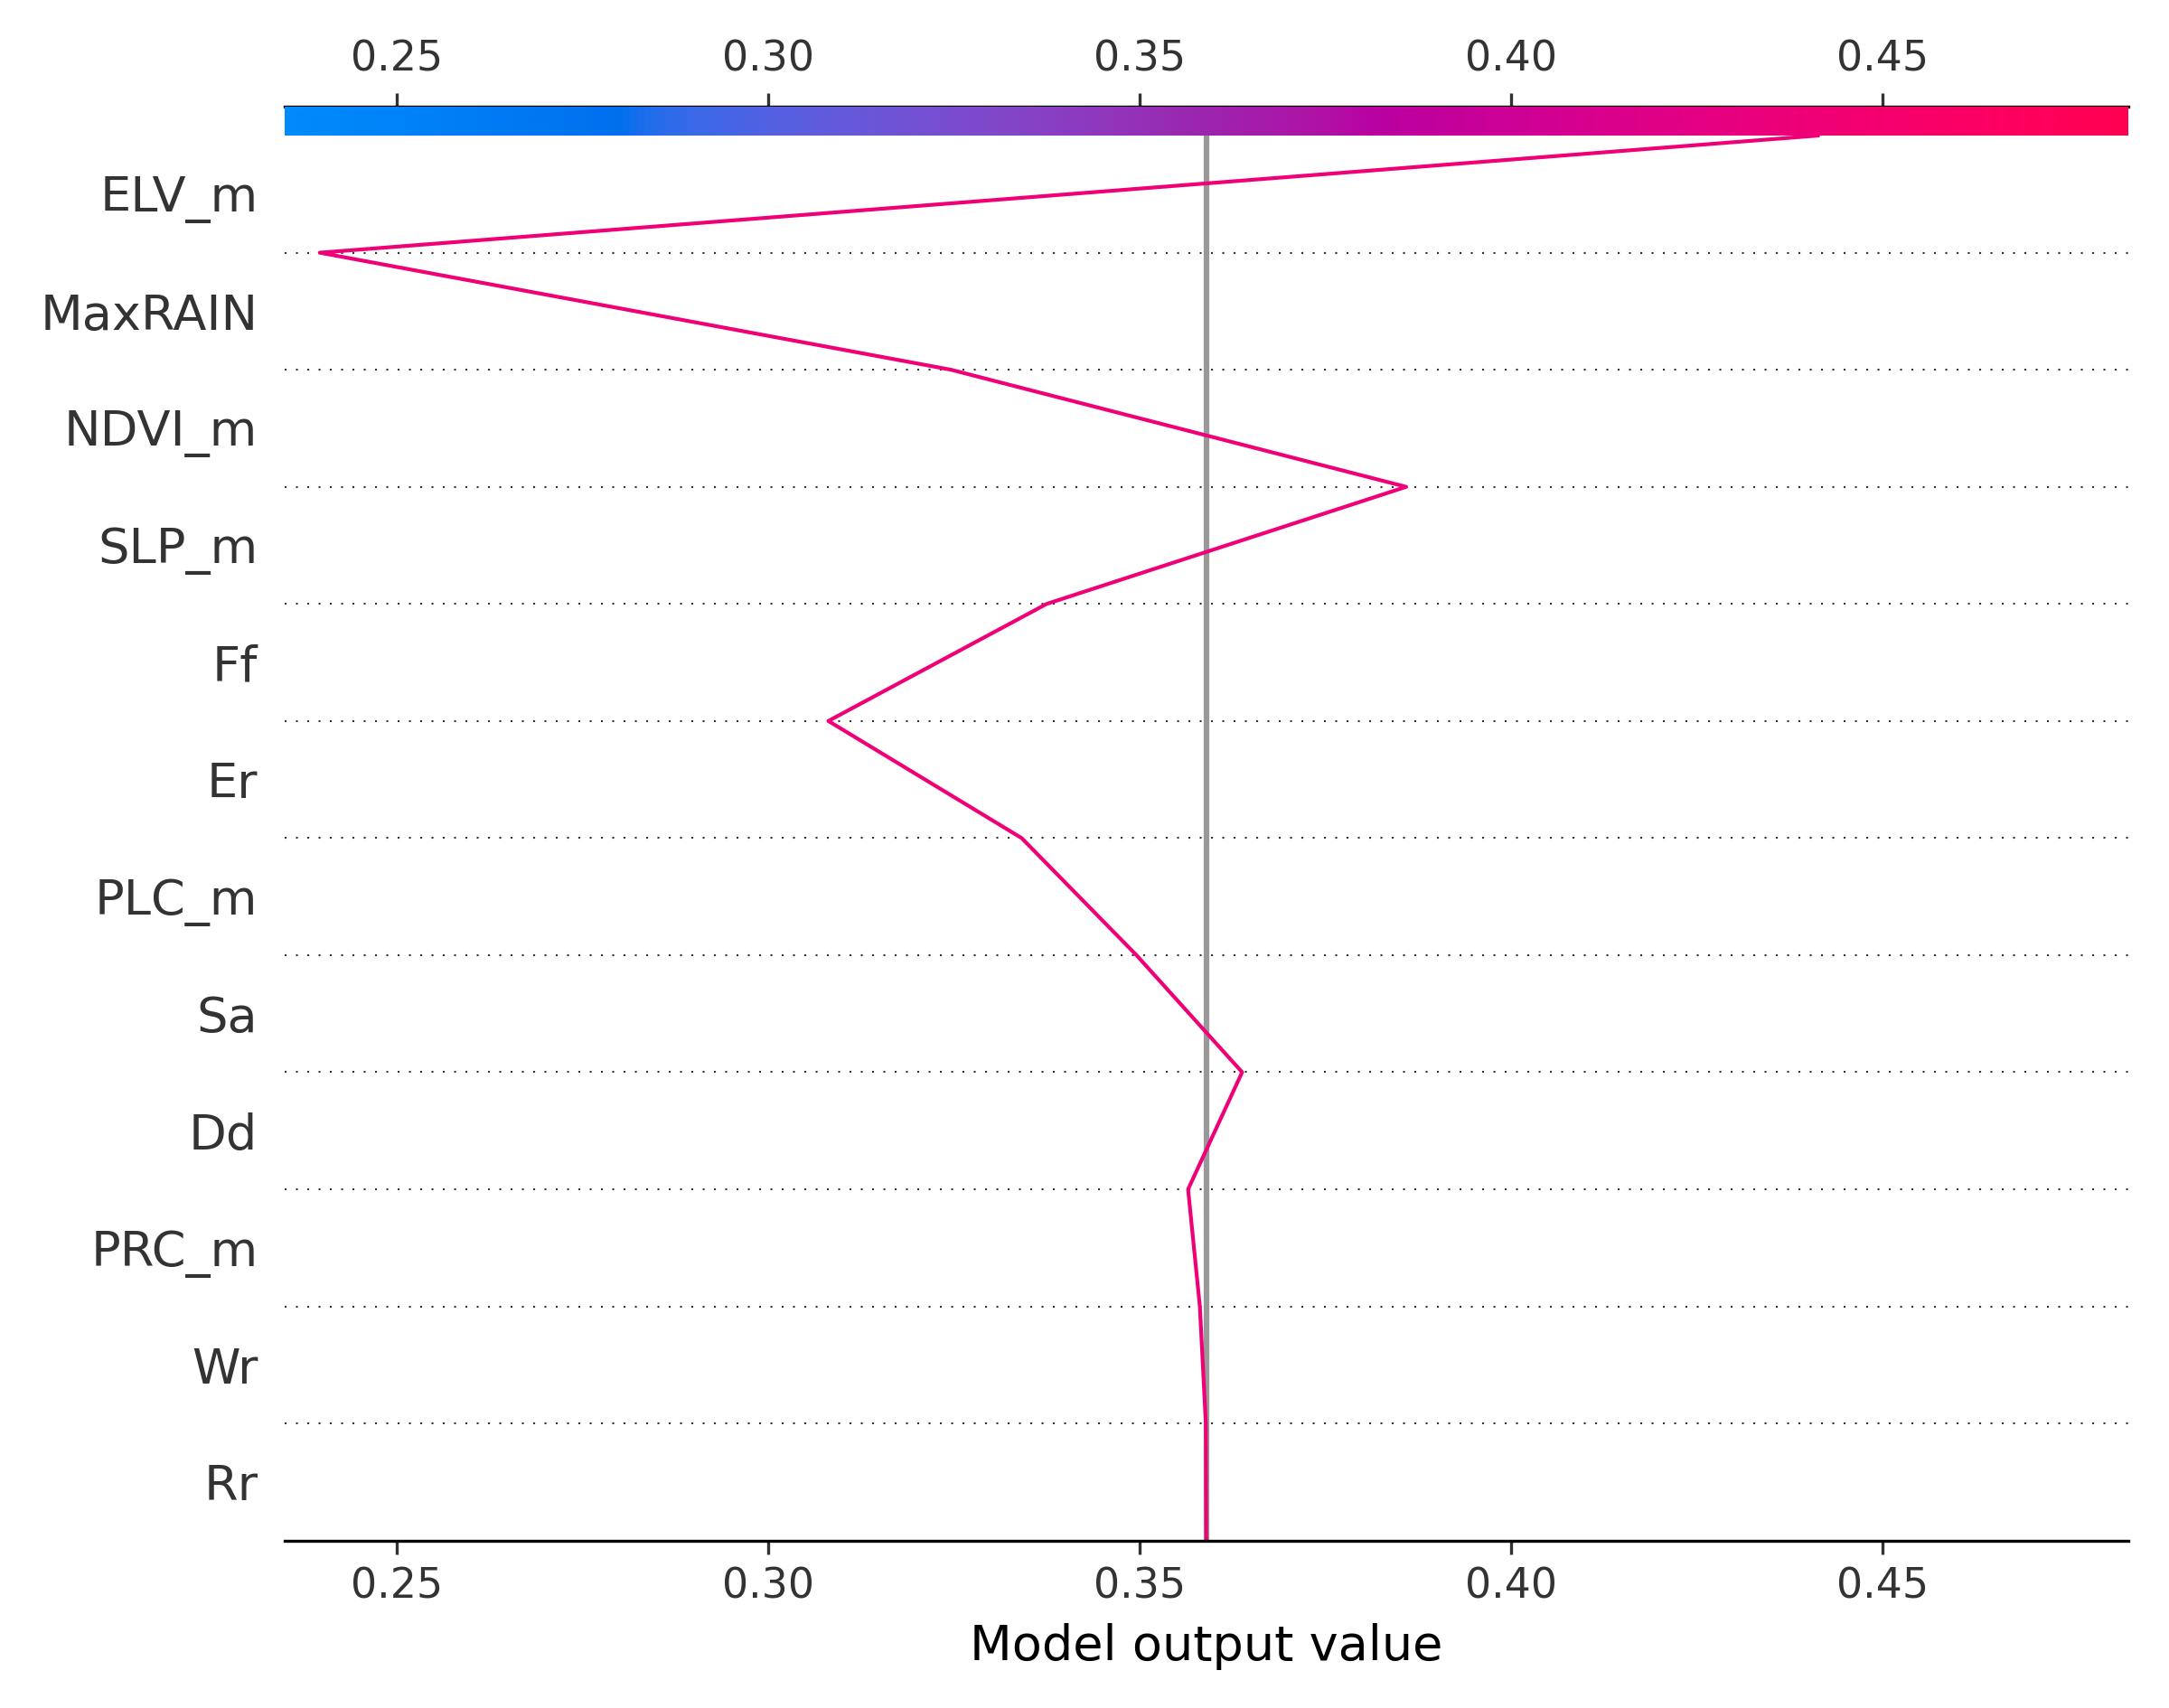 0.25 0.30 0.35 0.40 0.45
ELV_m
MaxRAIN
NDVI_m
SLP_m
Ff
Er
PLC_m
Sa
Dd
PRC_m
Wr
Rr
0.25 0.30 0.35 0.40 0.45
Model output value